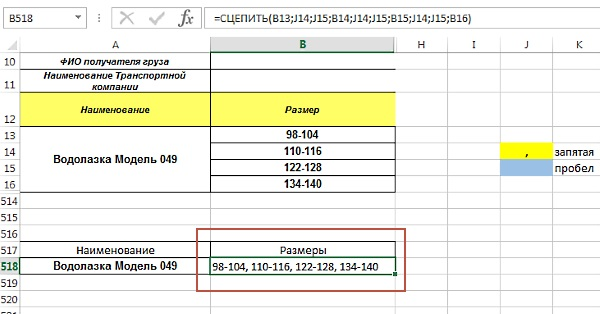 B518 =СЦЕПИТЬ(B13;J14;J15;B14;J14;J15;B15;J14;J15;B16)
A B H I J K
10 ФИО получателя груза
11 Наименование Транспортной
компании
12 Наименование Размер
13 98-104
14 110-116 , запятая
Водолазка Модель 049
15 122-128 пробел
16 134-140
514
515
516
517 Наименование Размеры
518 Водолазка Модель 049 98-104, 110-116, 122-128, 134-140
519
520
521